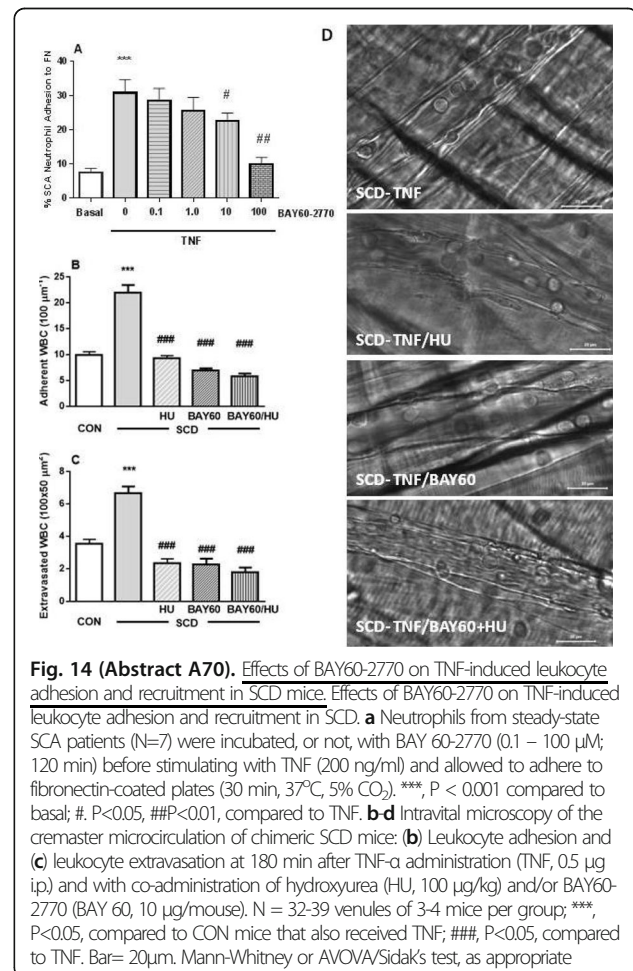 A
% SCA Neutrophil Adhesion to FN
40
30
20
10
0
***
#
##
Basal 0 0.1 1.0 10 100 BAY60-2770
TNF
B
Adherent WBC (100 µm⁻¹)
25
20
15
10
5
0
***
### ### ###
HU BAY60 BAY60/HU
CON SCD
C
Extravasated WBC (100x50 µm²)
8
6
4
2
0
***
### ### ###
HU BAY60 BAY60/HU
CON SCD
D
SCD- TNF
SCD- TNF/HU
SCD- TNF/BAY60
SCD- TNF/BAY60+HU
Fig. 14 (Abstract A70). Effects of BAY60-2770 on TNF-induced leukocyte
adhesion and recruitment in SCD mice. Effects of BAY60-2770 on TNF-induced
leukocyte adhesion and recruitment in SCD. a Neutrophils from steady-state
SCA patients (N=7) were incubated, or not, with BAY 60-2770 (0.1 – 100 µM;
120 min) before stimulating with TNF (200 ng/ml) and allowed to adhere to
fibronectin-coated plates (30 min, 37°C, 5% CO₂). ***, P < 0.001 compared to
basal; #. P<0.05, ##P<0.01, compared to TNF. b-d Intravital microscopy of the
cremaster microcirculation of chimeric SCD mice: (b) Leukocyte adhesion and
(c) leukocyte extravasation at 180 min after TNF-α administration (TNF, 0.5 µg
i.p.) and with co-administration of hydroxyurea (HU, 100 µg/kg) and/or BAY60-
2770 (BAY 60, 10 µg/mouse). N = 32-39 venules of 3-4 mice per group; ***,
P<0.05, compared to CON mice that also received TNF; ###, P<0.05, compared
to TNF. Bar= 20µm. Mann-Whitney or AVOVA/Sidak's test, as appropriate